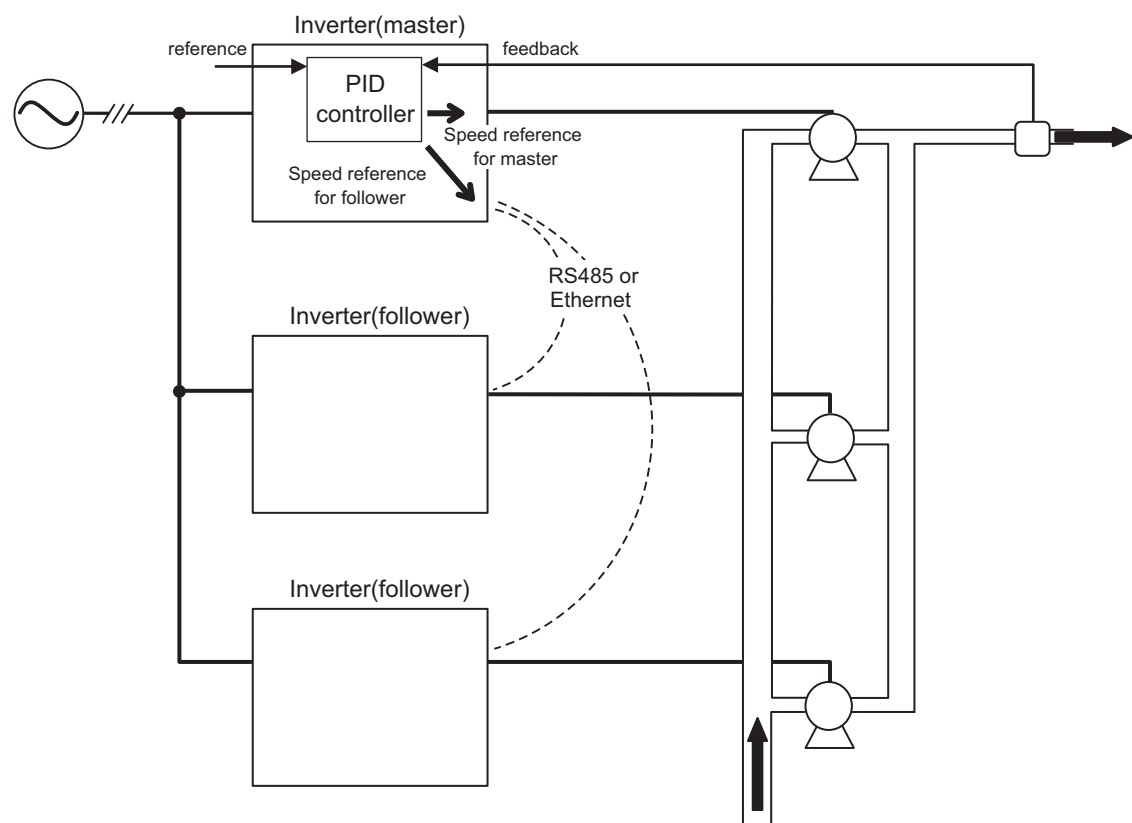 Inverter(master)
reference
feedback
PID
controller
Speed reference
for master
Speed reference
for follower
RS485 or
Ethernet
Inverter(follower)
Inverter(follower)